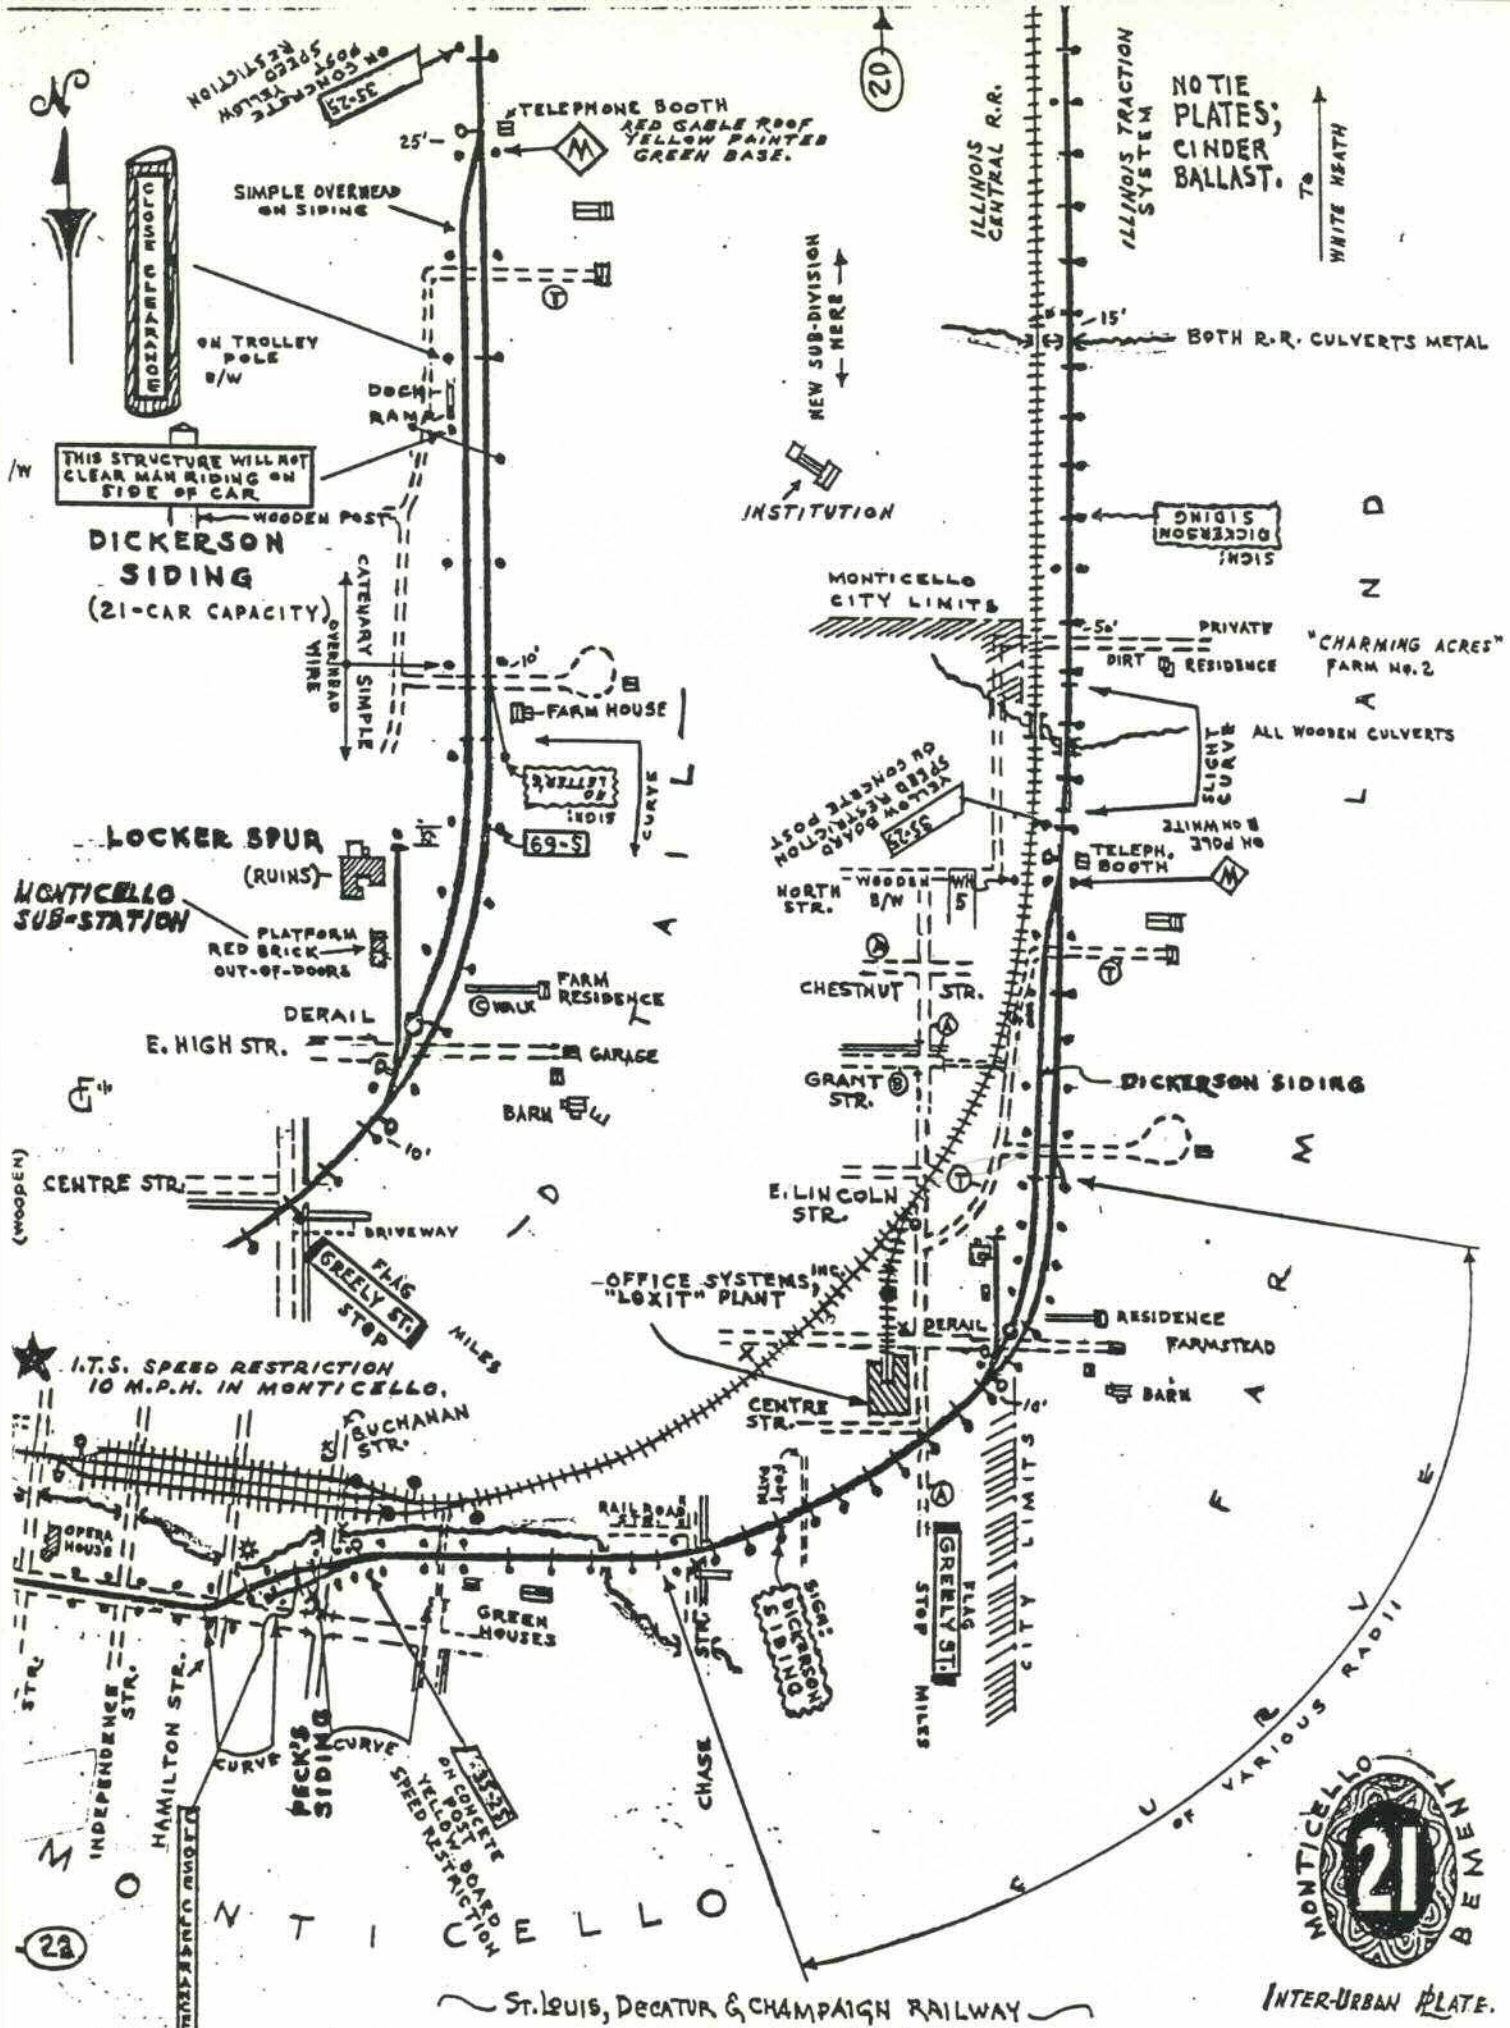 N
CLOSE CLEARANCE
ON TROLLEY
POLE
B/W
35-25
ON CONCRETE
POST YELLOW
SPEED
RESTICTION
25'
TELEPHONE BOOTH
RED GABLE ROOF
YELLOW PAINTED
GREEN BASE.
M
SIMPLE OVERHEAD
ON SIDING
T
DOCK
RAMP
/W
THIS STRUCTURE WILL NOT
CLEAR MAN RIDING ON
SIDE OF CAR
WOODEN POST
DICKERSON
SIDING
(21-CAR CAPACITY)
CATENARY SIMPLE
OVERHEAD
WIRE
10'
FARM HOUSE
SIGN:
CURVE
69-5
LOCKER SPUR
(RUINS)
MONTICELLO
SUB-STATION
PLATFORM
RED BRICK
OUT-OF-DOORS
FARM
RESIDENCE
C WALK
DERAIL
E. HIGH STR.
GARAGE
BARN
10'
(WOODEN)
CENTRE STR.
DRIVEWAY
FLAG
GREELY ST.
STOP
MILES
02
ILLINOIS
CENTRAL R.R.
ILLINOIS TRACTION
SYSTEM
NO TIE
PLATES;
CINDER
BALLAST.
TO
WHITE HEATH
15'
BOTH R.R. CULVERTS METAL
NEW SUB-DIVISION
HERE
INSTITUTION
SIGN:
DICKERSON
SIDING
MONTICELLO
CITY LIMITS
50'
PRIVATE
DIRT
RESIDENCE
"CHARMING ACRES"
FARM NO. 2
ALL WOODEN CULVERTS
SLIGHT
CURVE
35-25
YELLOW BOARD
SPEED RESTRICTION
ON CONCRETE POST
ON POLE
B ON WHITE
TELEPH.
BOOTH
M
NORTH
STR.
WOODEN
B/W
WH
5
A
T
CHESTNUT STR.
A
GRANT
STR.
B
DICKERSON SIDING
E. LINCOLN
STR.
T
OFFICE SYSTEMS, INC.
"LOXIT" PLANT
DERAIL
RESIDENCE
FARMSTEAD
BARN
CENTRE
STR.
10'
FARM LAND
I.T.S. SPEED RESTRICTION
10 M.P.H. IN MONTICELLO.
BUCHANAN
STR.
OPERA
HOUSE
RAILROAD
STR.
FOOT
PATH
A
GREEN
HOUSES
SIGN:
DICKERSON
SIDING
FLAG
GREELY ST.
STOP
MILES
CITY LIMITS
STR.
INDEPENDENCE
STR.
HAMILTON STR.
CURVE
PECK'S
SIDING
CURVE
35-25
ON CONCRETE
POST
YELLOW BOARD
SPEED RESTRICTION
CHASE STR.
OF VARIOUS RADII
CLOSE CLEARANCE
MONTICELLO
22
MONTICELLO
21
BEMENT
St. Louis, Decatur & Champaign Railway
INTER-URBAN PLATE.